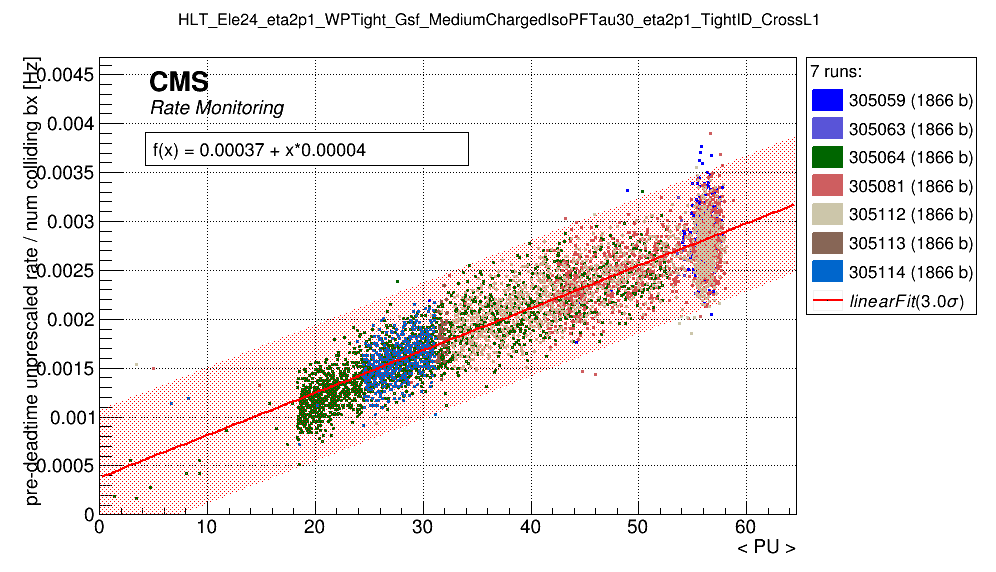 HLT_Ele24_eta2p1_WPTight_Gsf_MediumChargedIsoPFTau30_eta2p1_TightID_CrossL1
pre-deadtime unprescaled rate / num colliding bx [Hz]
CMS
Rate Monitoring
f(x) = 0.00037 + x*0.00004
0.0045
0.004
0.0035
0.003
0.0025
0.002
0.0015
0.001
0.0005
0
0 10 20 30 40 50 60
< PU >
7 runs:
305059 (1866 b)
305063 (1866 b)
305064 (1866 b)
305081 (1866 b)
305112 (1866 b)
305113 (1866 b)
305114 (1866 b)
linearFit(3.0σ)